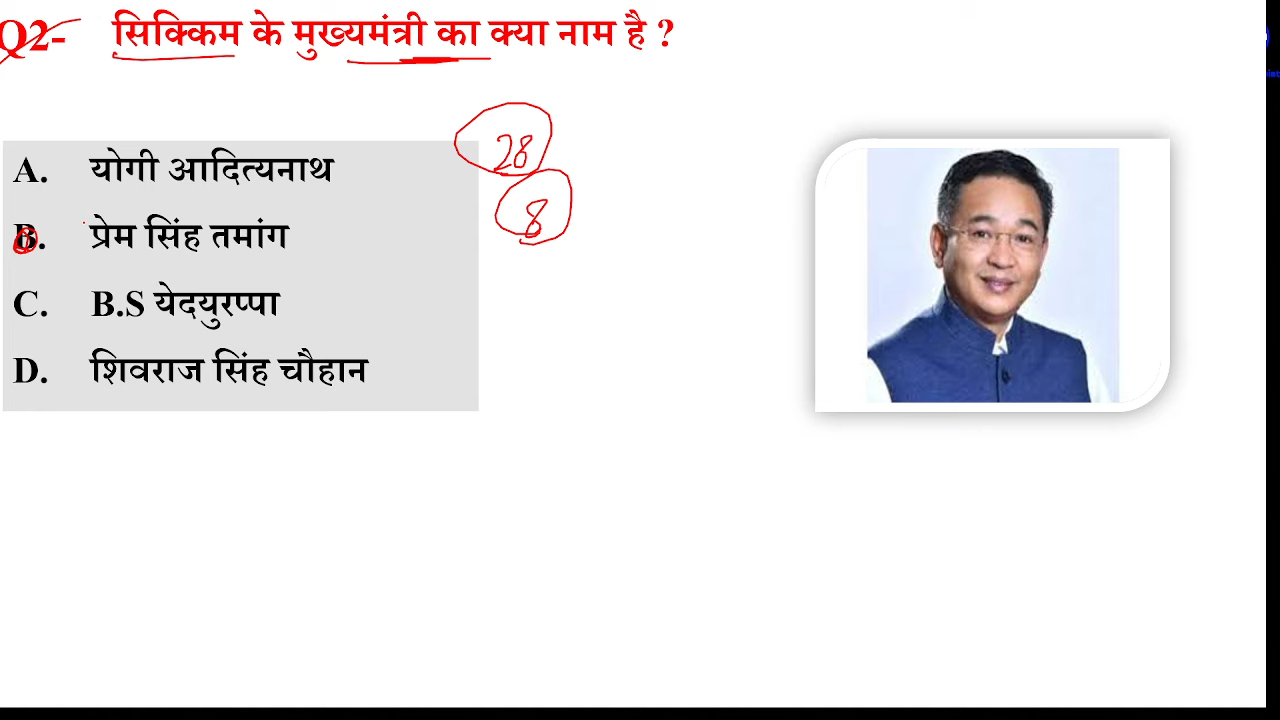 Q2- सिक्किम के मुख्यमंत्री का क्या नाम है ?
28
A. योगी आदित्यनाथ
8
B. प्रेम सिंह तमांग
C. B.S येदयुरप्पा
D. शिवराज सिंह चौहान